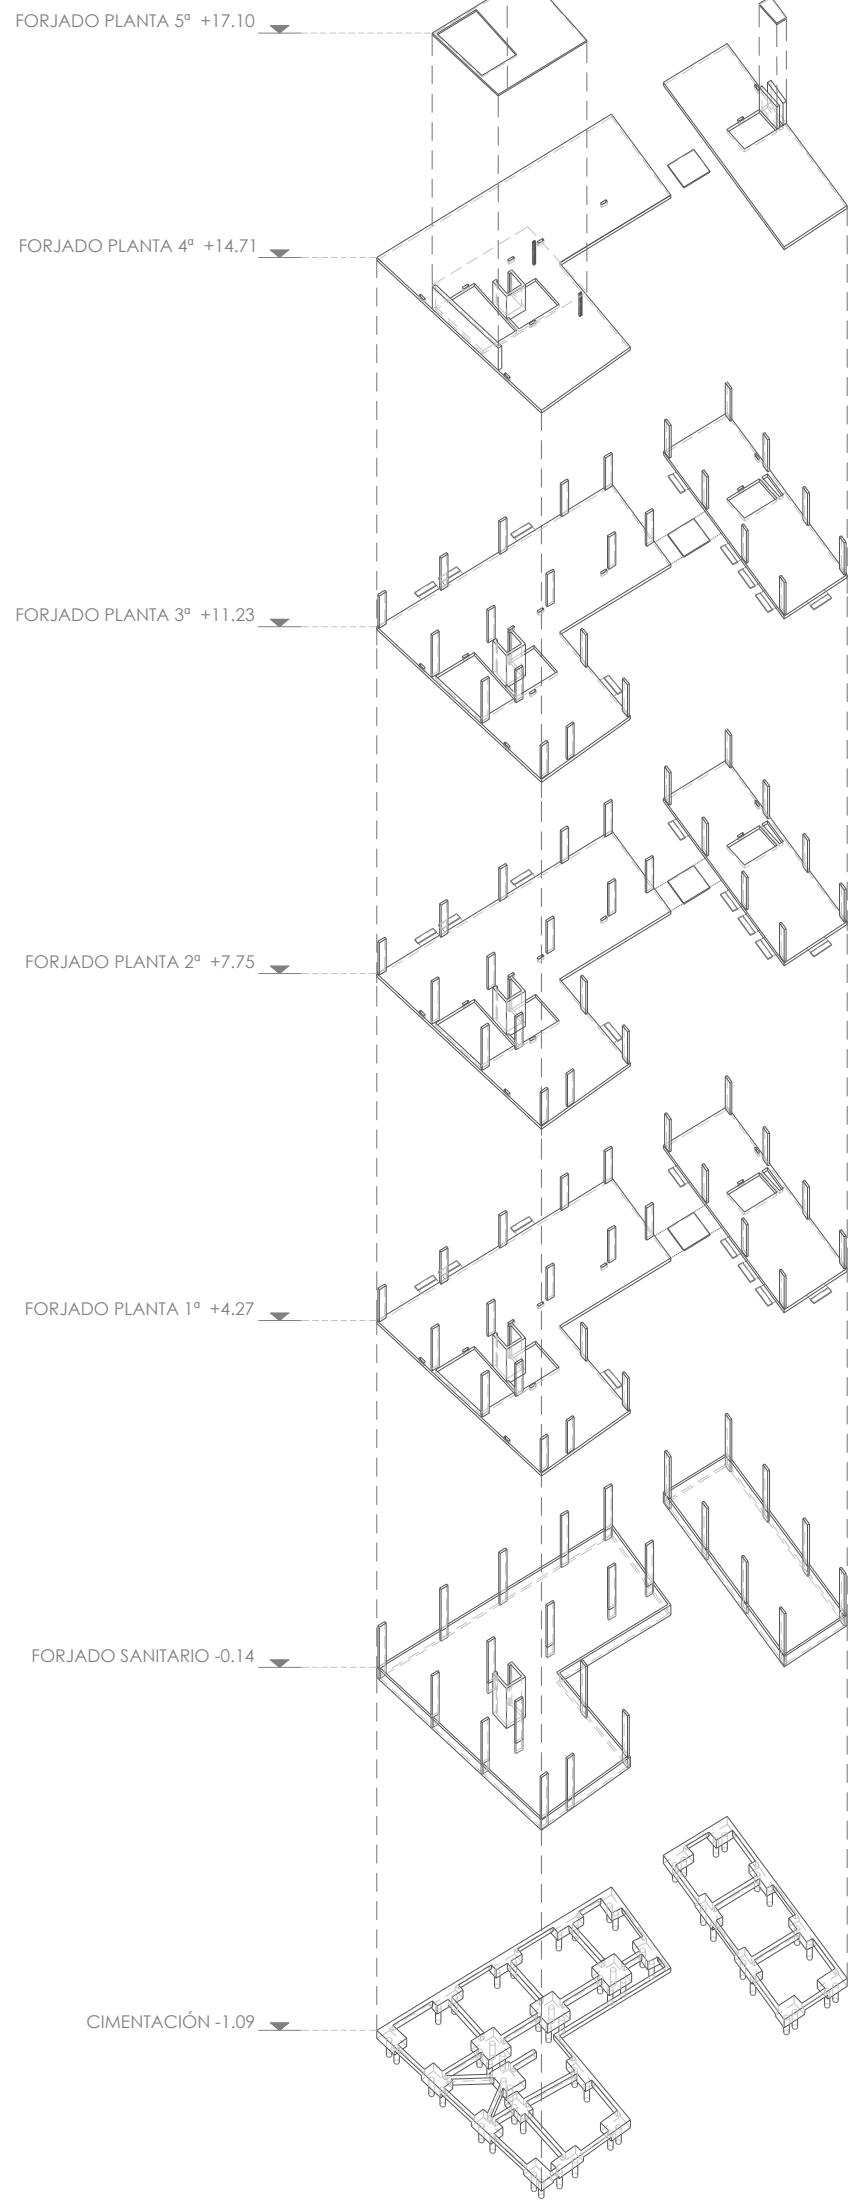 FORJADO PLANTA 5ª +17.10
FORJADO PLANTA 4ª +14.71
FORJADO PLANTA 3ª +11.23
FORJADO PLANTA 2ª +7.75
FORJADO PLANTA 1ª +4.27
FORJADO SANITARIO -0.14
CIMENTACIÓN -1.09